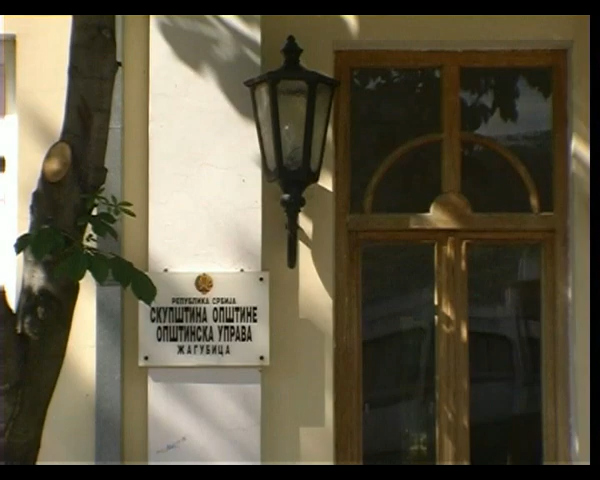 РЕПУБЛИКА СРБИЈА
СКУПШТИНА ОПШТИНЕ
ОПШТИНСКА УПРАВА
ЖАГУБИЦА